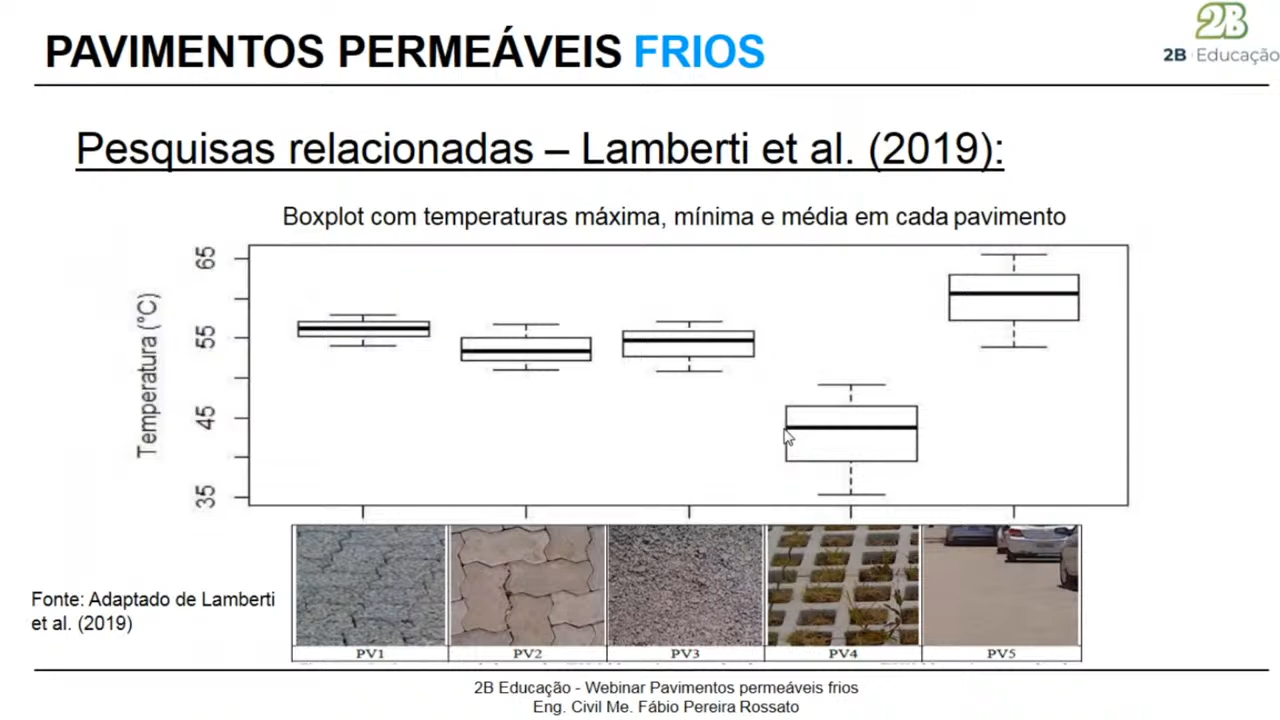 PAVIMENTOS PERMEÁVEIS FRIOS
2B
2B Educação
Pesquisas relacionadas – Lamberti et al. (2019):
Boxplot com temperaturas máxima, mínima e média em cada pavimento
Temperatura (°C)
65
55
45
35
Fonte: Adaptado de Lamberti
et al. (2019)
PV1 PV2 PV3 PV4 PV5
2B Educação - Webinar Pavimentos permeáveis frios
Eng. Civil Me. Fábio Pereira Rossato